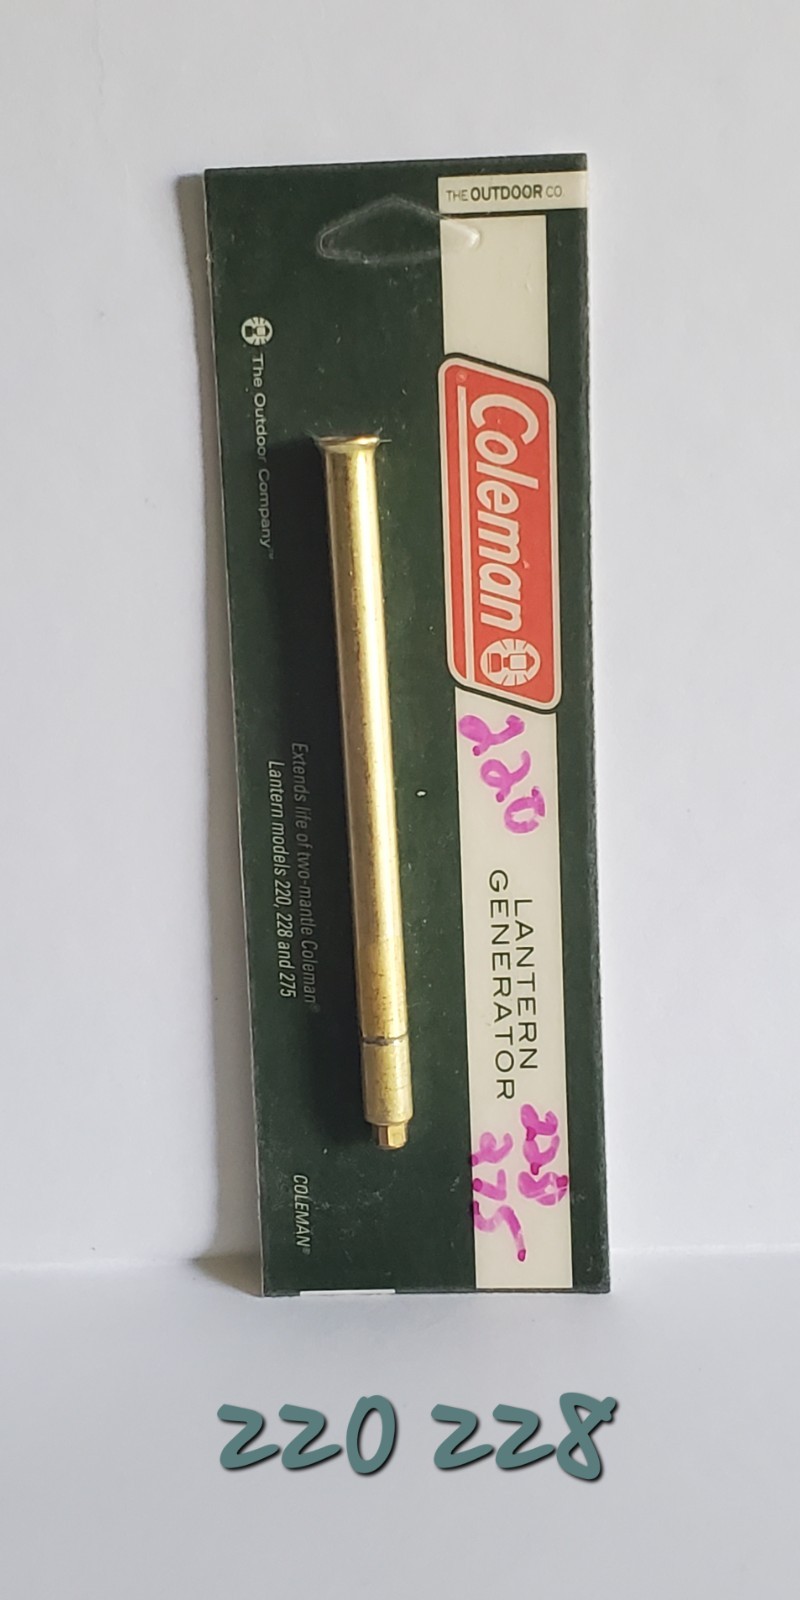 THE OUTDOOR CO.
The Outdoor Company™
Coleman
®
220
LANTERN
GENERATOR
228
275
Extends life of two-mantle Coleman®
Lantern models 220, 228 and 275
COLEMAN®
220 228